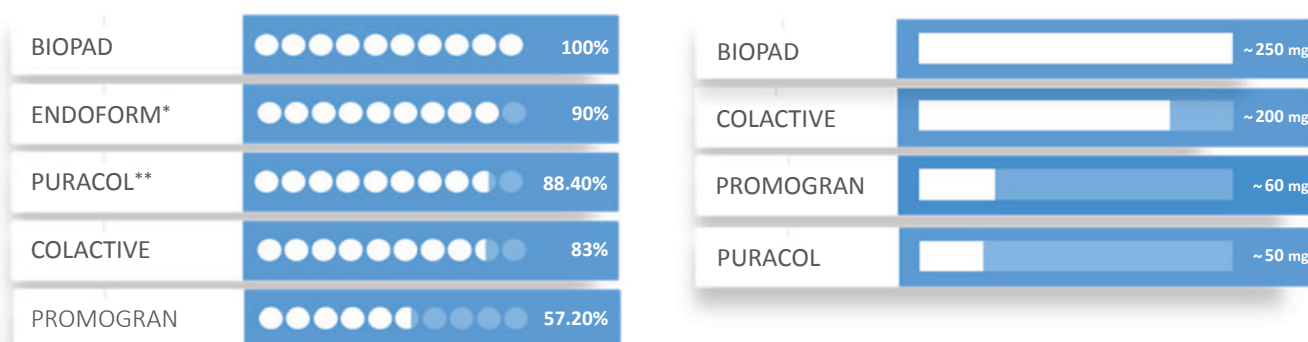 BIOPAD 100%
ENDOFORM* 90%
PURACOL** 88.40%
COLACTIVE 83%
PROMOGRAN 57.20%
BIOPAD ~250 mg
COLACTIVE ~200 mg
PROMOGRAN ~60 mg
PURACOL ~50 mg